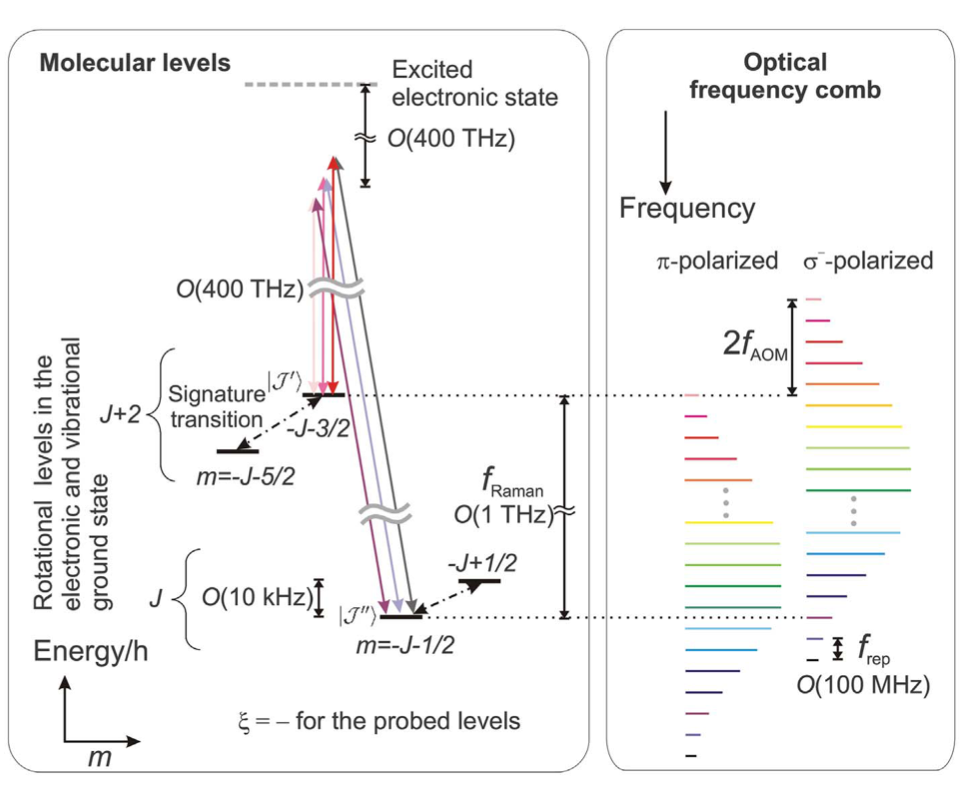 Molecular levels
Excited
electronic state
O(400 THz)
O(400 THz)
Rotational levels in the
electronic and vibrational
ground state
J+2
Signature
transition
|𝒥′⟩
-J-3/2
m=-J-5/2
f_Raman
O(1 THz)
-J+1/2
J
O(10 kHz)
|𝒥″⟩
m=-J-1/2
Energy/h
m
ξ = – for the probed levels
Optical
frequency comb
Frequency
π-polarized
σ⁻-polarized
2f_AOM
f_rep
O(100 MHz)